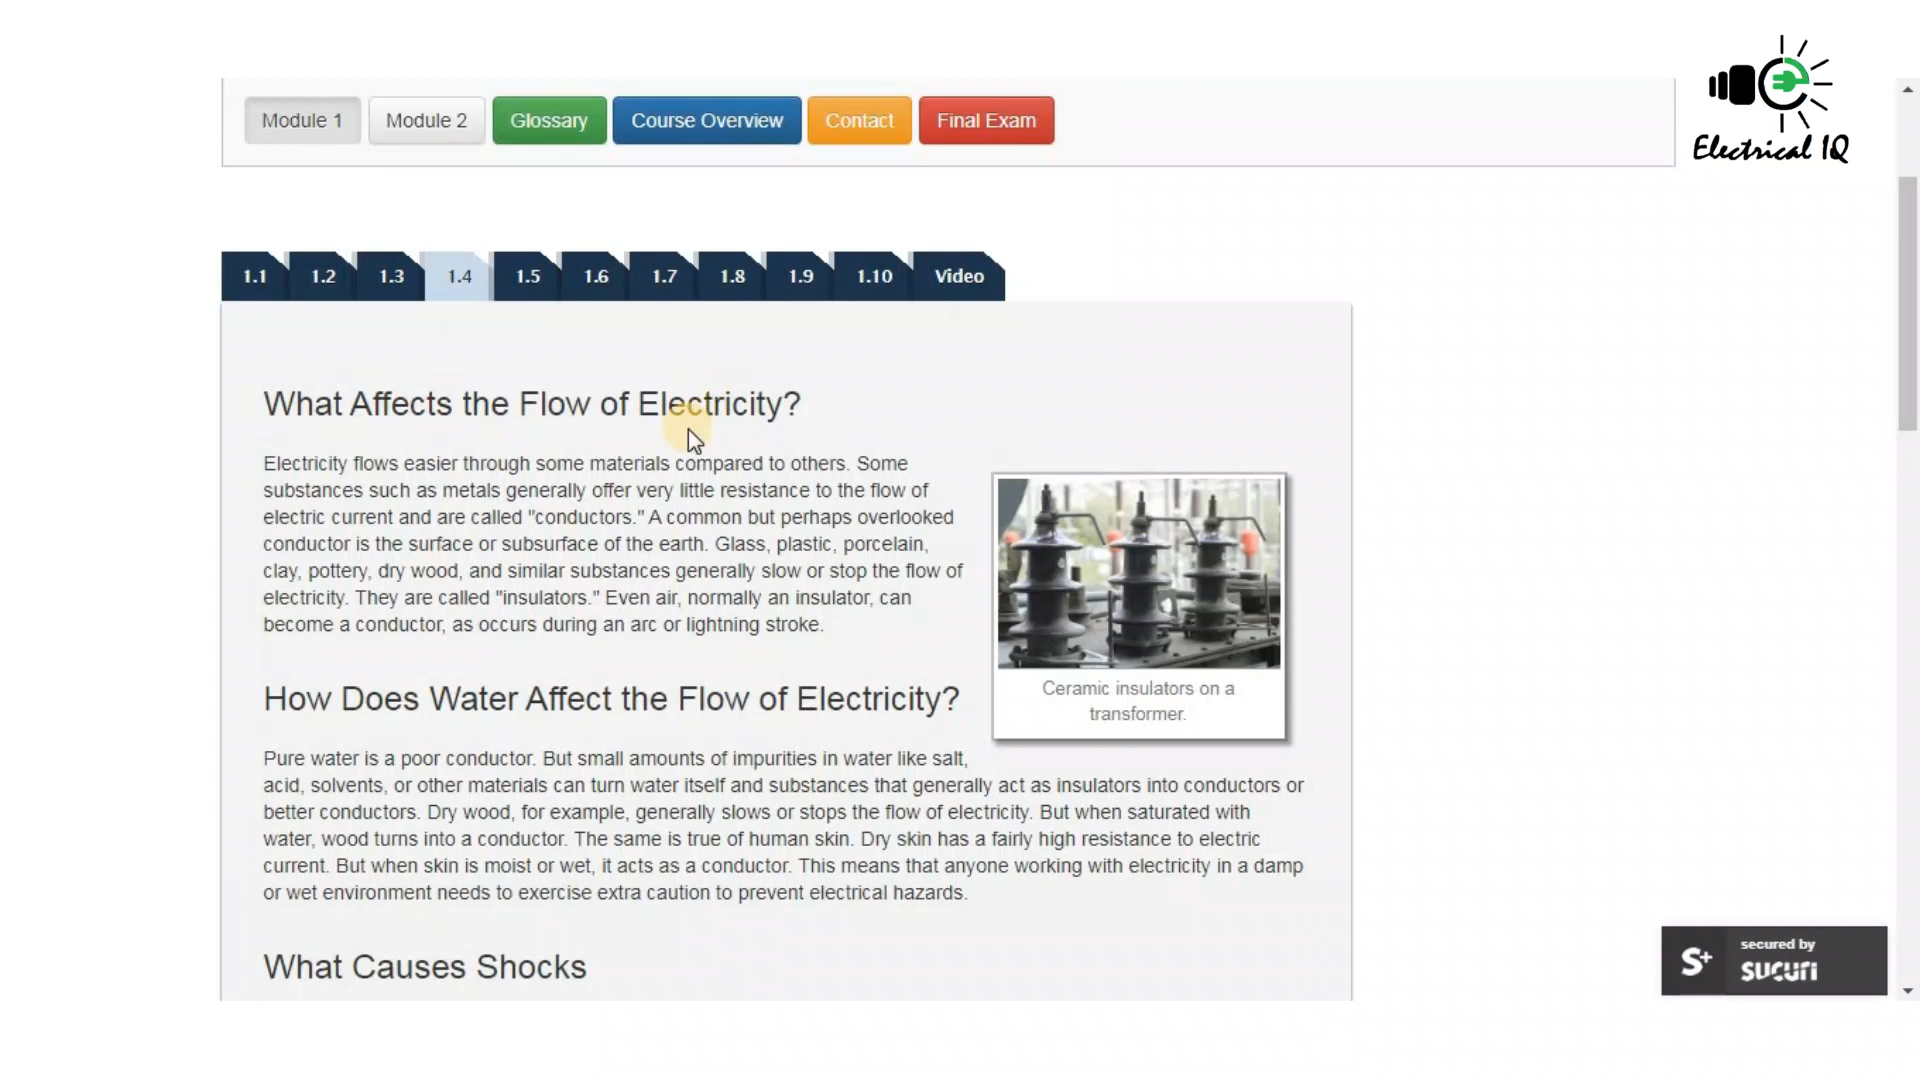 Electrical IQ
Module 1
Module 2
Glossary
Course Overview
Contact
Final Exam
1.1
1.2
1.3
1.4
1.5
1.6
1.7
1.8
1.9
1.10
Video
What Affects the Flow of Electricity?
Electricity flows easier through some materials compared to others. Some
substances such as metals generally offer very little resistance to the flow of
electric current and are called "conductors." A common but perhaps overlooked
conductor is the surface or subsurface of the earth. Glass, plastic, porcelain,
clay, pottery, dry wood, and similar substances generally slow or stop the flow of
electricity. They are called "insulators." Even air, normally an insulator, can
become a conductor, as occurs during an arc or lightning stroke.
Ceramic insulators on a
transformer.
How Does Water Affect the Flow of Electricity?
Pure water is a poor conductor. But small amounts of impurities in water like salt,
acid, solvents, or other materials can turn water itself and substances that generally act as insulators into conductors or
better conductors. Dry wood, for example, generally slows or stops the flow of electricity. But when saturated with
water, wood turns into a conductor. The same is true of human skin. Dry skin has a fairly high resistance to electric
current. But when skin is moist or wet, it acts as a conductor. This means that anyone working with electricity in a damp
or wet environment needs to exercise extra caution to prevent electrical hazards.
What Causes Shocks
S+
secured by
sucuri